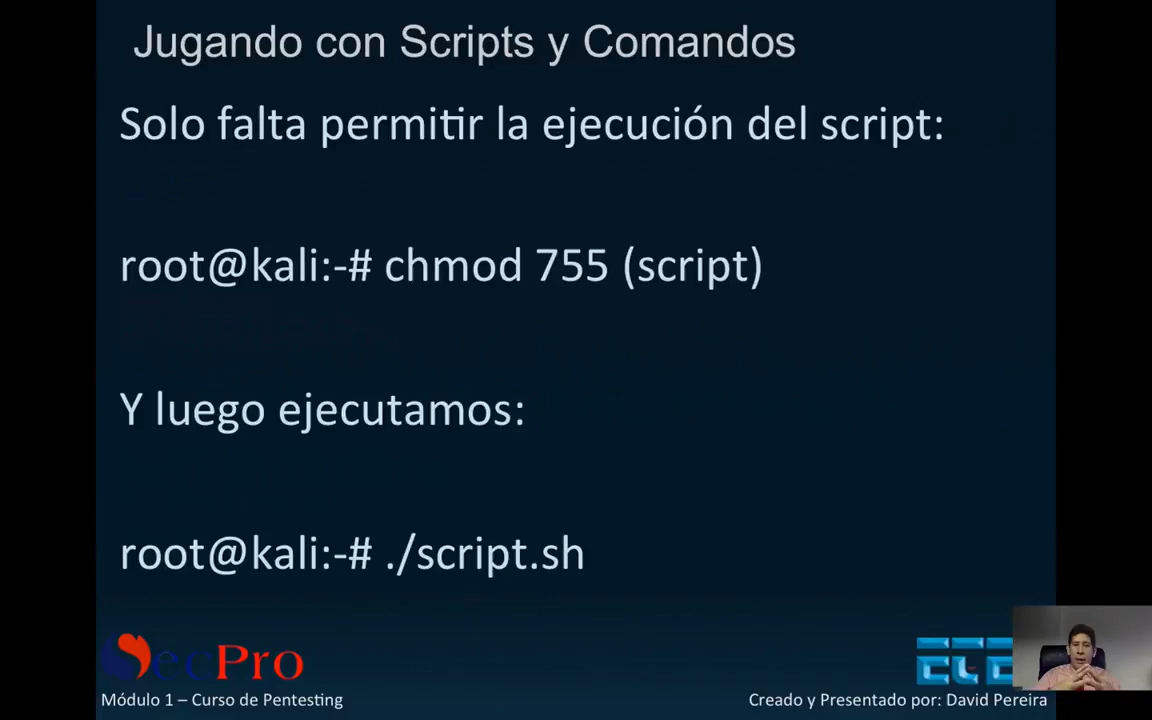 Jugando con Scripts y Comandos
Solo falta permitir la ejecución del script:
root@kali:-# chmod 755 (script)
Y luego ejecutamos:
root@kali:-# ./script.sh
SecPro
Módulo 1 – Curso de Pentesting
Creado y Presentado por: David Pereira